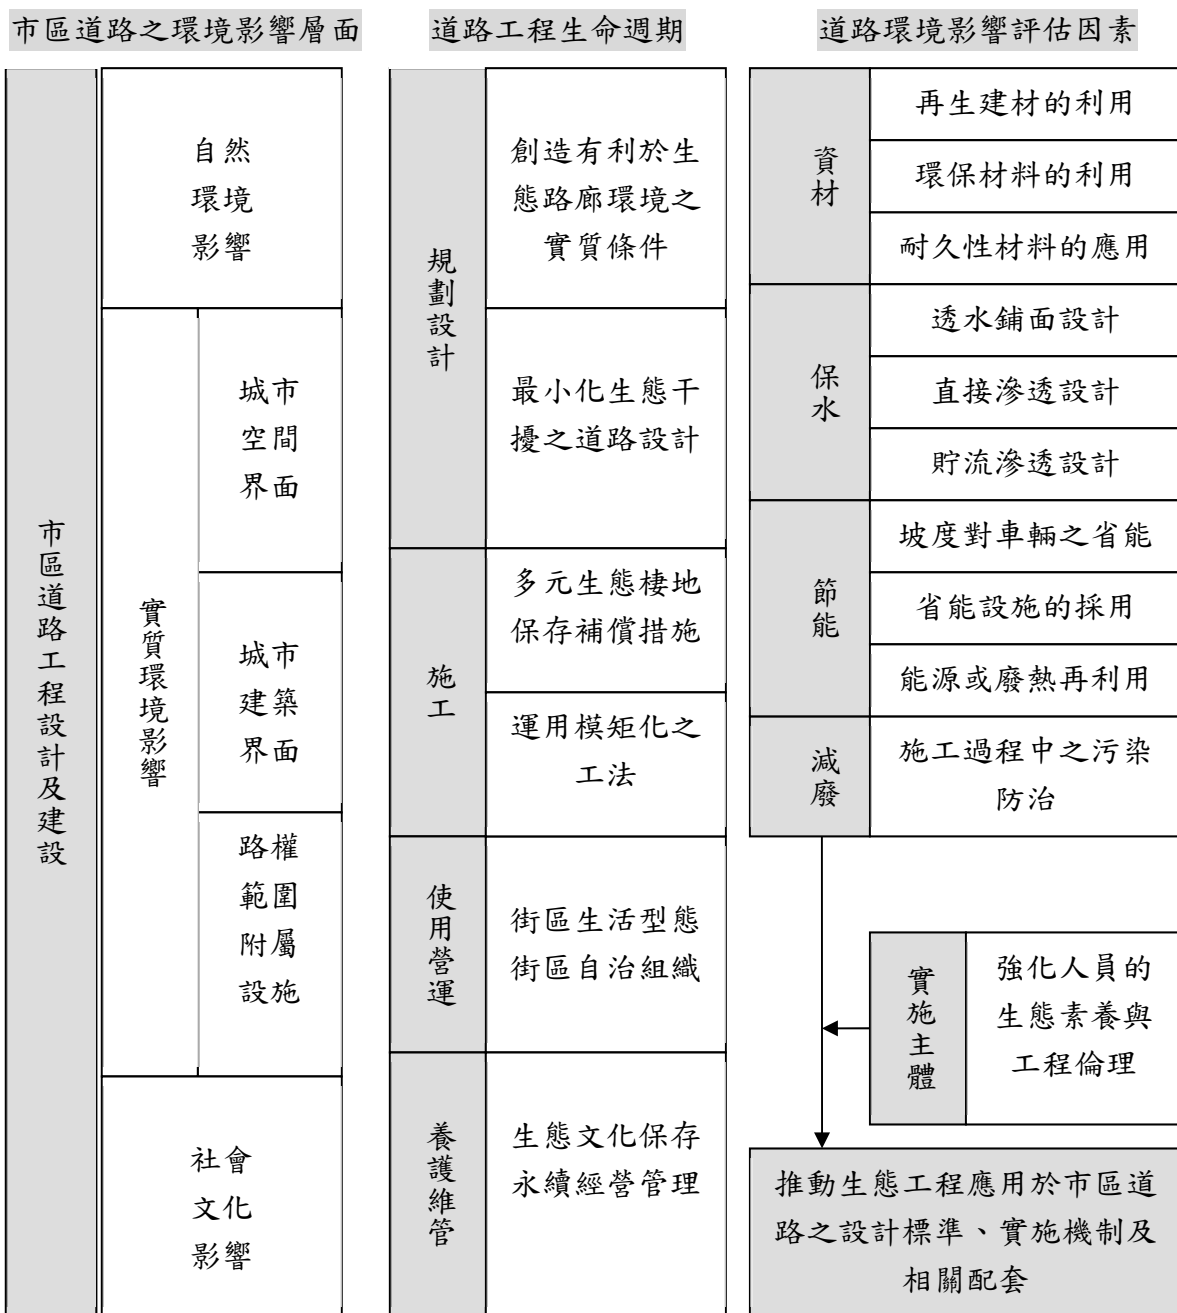 市區道路之環境影響層面
市區道路工程設計及建設
自然
環境
影響
實質環境影響
城市
空間
界面
城市
建築
界面
路權
範圍
附屬
設施
社會
文化
影響
道路工程生命週期
規劃設計
創造有利於生
態路廊環境之
實質條件
最小化生態干
擾之道路設計
施工
多元生態棲地
保存補償措施
運用模矩化之
工法
使用營運
街區生活型態
街區自治組織
養護維管
生態文化保存
永續經營管理
道路環境影響評估因素
資材
再生建材的利用
環保材料的利用
耐久性材料的應用
保水
透水鋪面設計
直接滲透設計
貯流滲透設計
節能
坡度對車輛之省能
省能設施的採用
能源或廢熱再利用
減廢
施工過程中之污染
防治
實施主體
強化人員的
生態素養與
工程倫理
推動生態工程應用於市區道
路之設計標準、實施機制及
相關配套